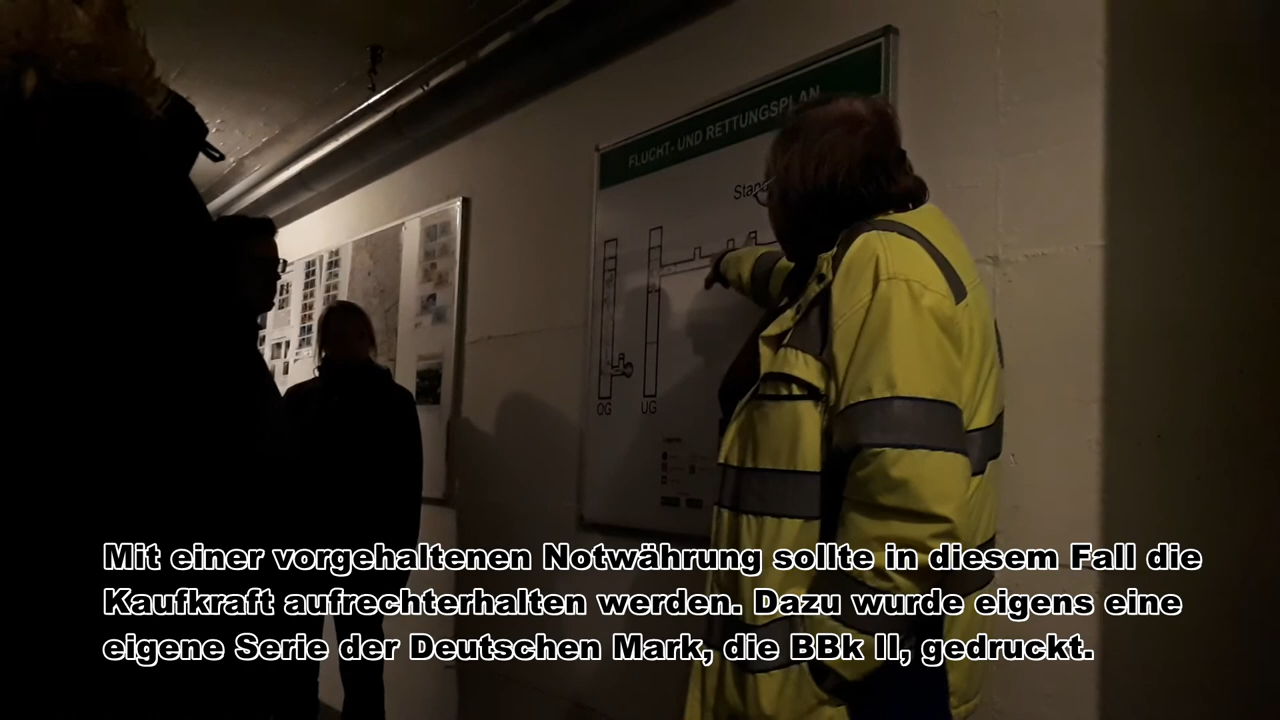 FLUCHT- UND RETTUNGSPLAN
OG
UG
Mit einer vorgehaltenen Notwährung sollte in diesem Fall die
Kaufkraft aufrechterhalten werden. Dazu wurde eigens eine
eigene Serie der Deutschen Mark, die BBk II, gedruckt.